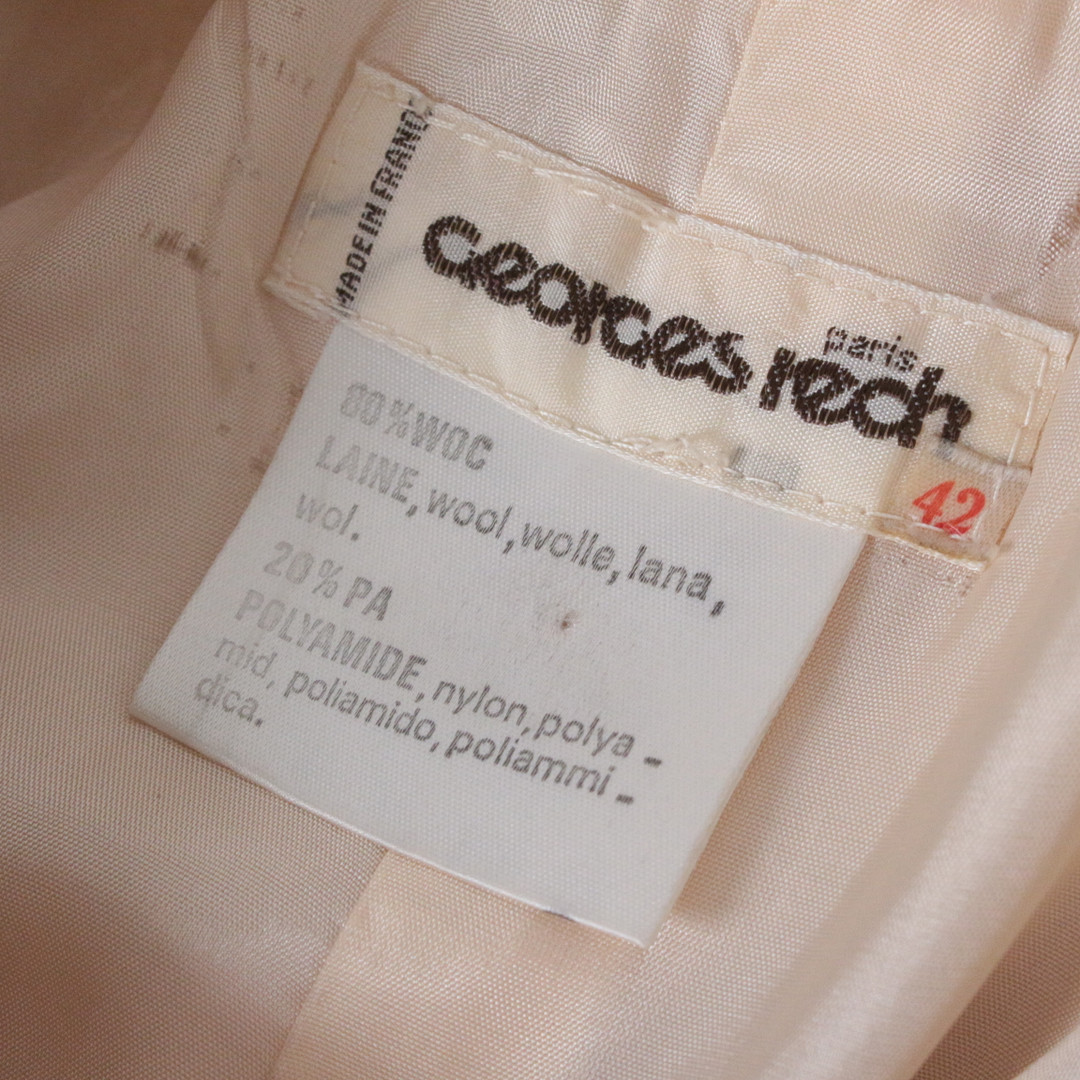 MADE IN FRANCE
paris
Georges rech
42
80% WOC
LAINE, wool, wolle, lana,
wol.
20% PA
POLYAMIDE, nylon, polya-
mid, poliamido, poliammi-
dica.